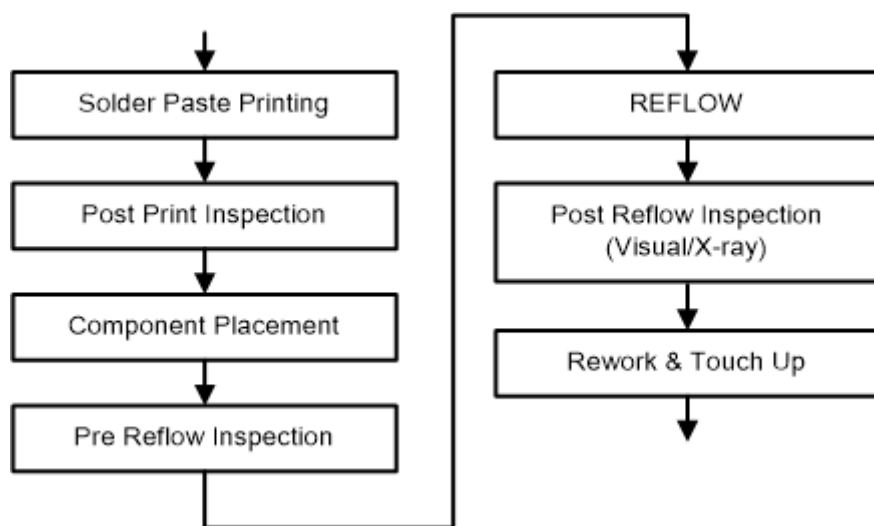 Solder Paste Printing
Post Print Inspection
Component Placement
Pre Reflow Inspection
REFLOW
Post Reflow Inspection
(Visual/X-ray)
Rework & Touch Up